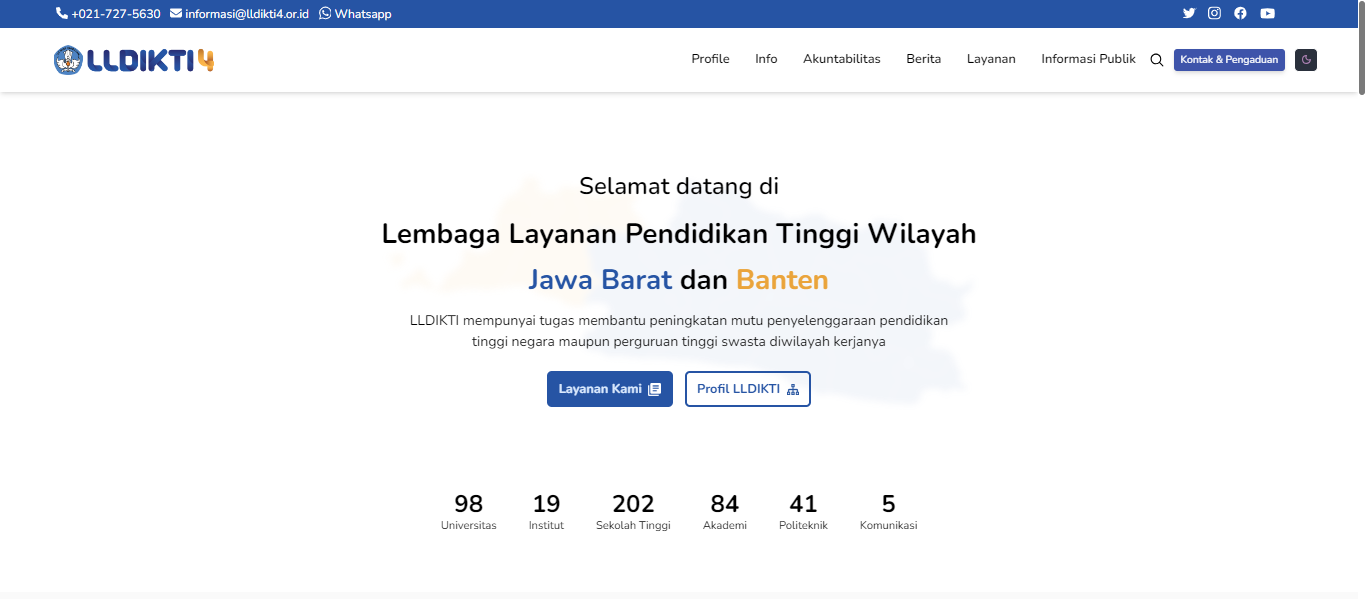 +021-727-5630 informasi@lldikti4.or.id Whatsapp
LLDIKTI4
Profile Info Akuntabilitas Berita Layanan Informasi Publik Kontak & Pengaduan
Selamat datang di
Lembaga Layanan Pendidikan Tinggi Wilayah
Jawa Barat dan Banten
LLDIKTI mempunyai tugas membantu peningkatan mutu penyelenggaraan pendidikan
tinggi negara maupun perguruan tinggi swasta diwilayah kerjanya
Layanan Kami Profil LLDIKTI
98 19 202 84 41 5
Universitas Institut Sekolah Tinggi Akademi Politeknik Komunikasi